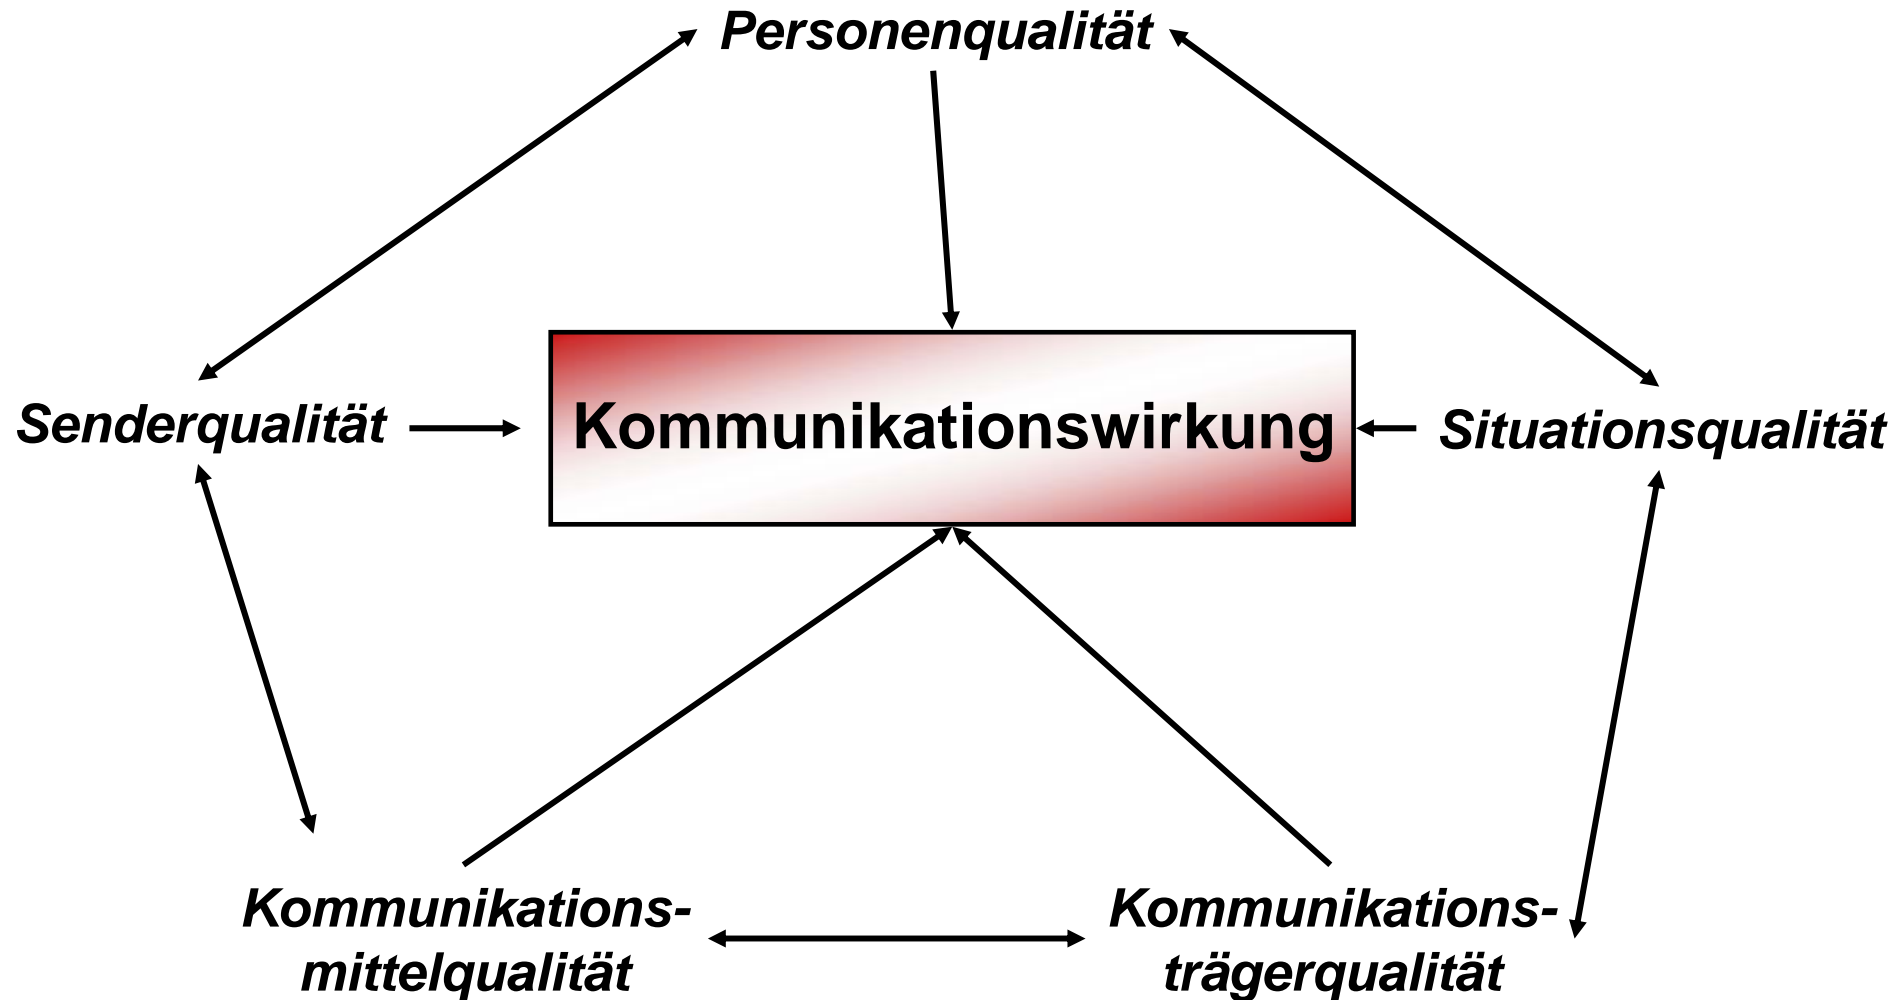 Personenqualität
Senderqualität
Kommunikationswirkung
Situationsqualität
Kommunikations-
mittelqualität
Kommunikations-
trägerqualität